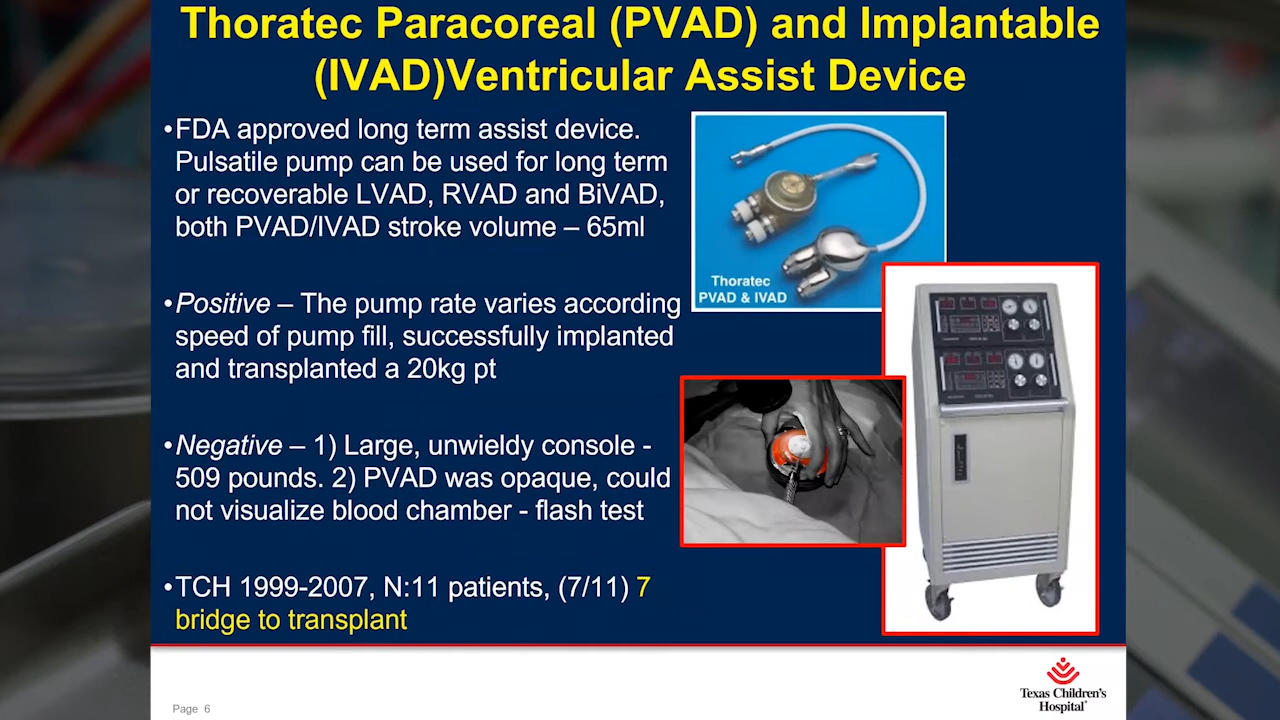 Thoratec Paracoreal (PVAD) and Implantable
(IVAD)Ventricular Assist Device
•FDA approved long term assist device.
Pulsatile pump can be used for long term
or recoverable LVAD, RVAD and BiVAD,
both PVAD/IVAD stroke volume – 65ml
•Positive – The pump rate varies according
speed of pump fill, successfully implanted
and transplanted a 20kg pt
•Negative – 1) Large, unwieldy console -
509 pounds. 2) PVAD was opaque, could
not visualize blood chamber - flash test
•TCH 1999-2007, N:11 patients, (7/11) 7
bridge to transplant
Thoratec
PVAD & IVAD
Page 6
Texas Children's
Hospital®